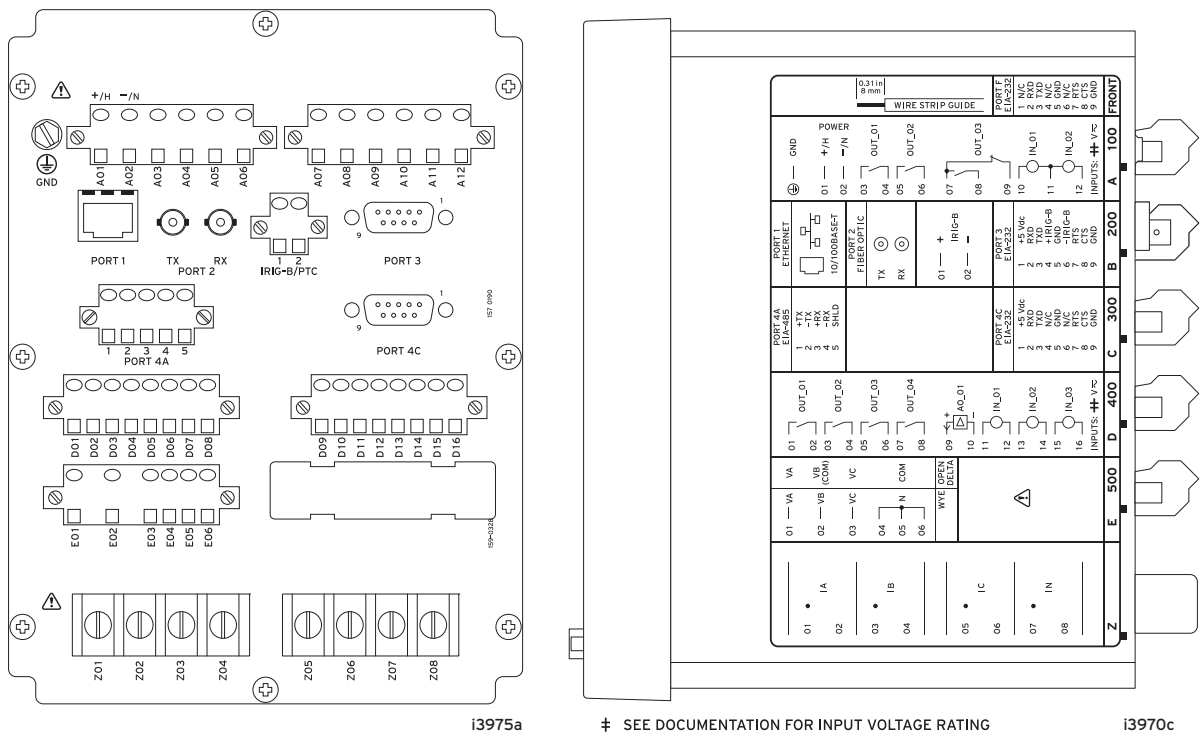 +/H −/N
GND
A01 A02 A03 A04 A05 A06
A07 A08 A09 A10 A11 A12
PORT 1
TX
RX
PORT 2
1 2
IRIG-B/PTC
1
9
PORT 3
1 2 3 4 5
PORT 4A
1
9
PORT 4C
157 0190
D01 D02 D03 D04 D05 D06 D07 D08
D09 D10 D11 D12 D13 D14 D15 D16
E01 E02 E03 E04 E05 E06
159-0328
Z01 Z02 Z03 Z04
Z05 Z06 Z07 Z08
i3975a
0.31 in
8 mm
WIRE STRIP GUIDE
PORT F
EIA-232
1 N/C
2 RXD
3 TXD
4 N/C
5 GND
6 N/C
7 RTS
8 CTS
9 GND
FRONT
GND
POWER
01 +/H
02 −/N
03
04
OUT_01
05
06
OUT_02
07
08
09
OUT_03
10
11
12
IN_01
IN_02
INPUTS: ‡ V
A 100
PORT 1
ETHERNET
10/100BASE-T
PORT 2
FIBER OPTIC
TX
RX
01 +
02 −
IRIG-B
PORT 3
EIA-232
1 +5 Vdc
2 RXD
3 TXD
4 +IRIG-B
5 GND
6 -IRIG-B
7 RTS
8 CTS
9 GND
B 200
PORT 4A
EIA-485
1 +TX
2 -TX
3 +RX
4 -RX
5 SHLD
PORT 4C
EIA-232
1 +5 Vdc
2 RXD
3 TXD
4 N/C
5 GND
6 N/C
7 RTS
8 CTS
9 GND
C 300
01
02
OUT_01
03
04
OUT_02
05
06
OUT_03
07
08
OUT_04
09 +
10 −
AO_01
11
12
IN_01
13
14
IN_02
15
16
IN_03
INPUTS: ‡ V
D 400
01 VA VA
02 VB VB
(COM)
03 VC VC
04
05
06
N
COM
WYE
OPEN
DELTA
E 500
01
02
IA
03
04
IB
05
06
IC
07
08
IN
Z
‡ SEE DOCUMENTATION FOR INPUT VOLTAGE RATING
i3970c